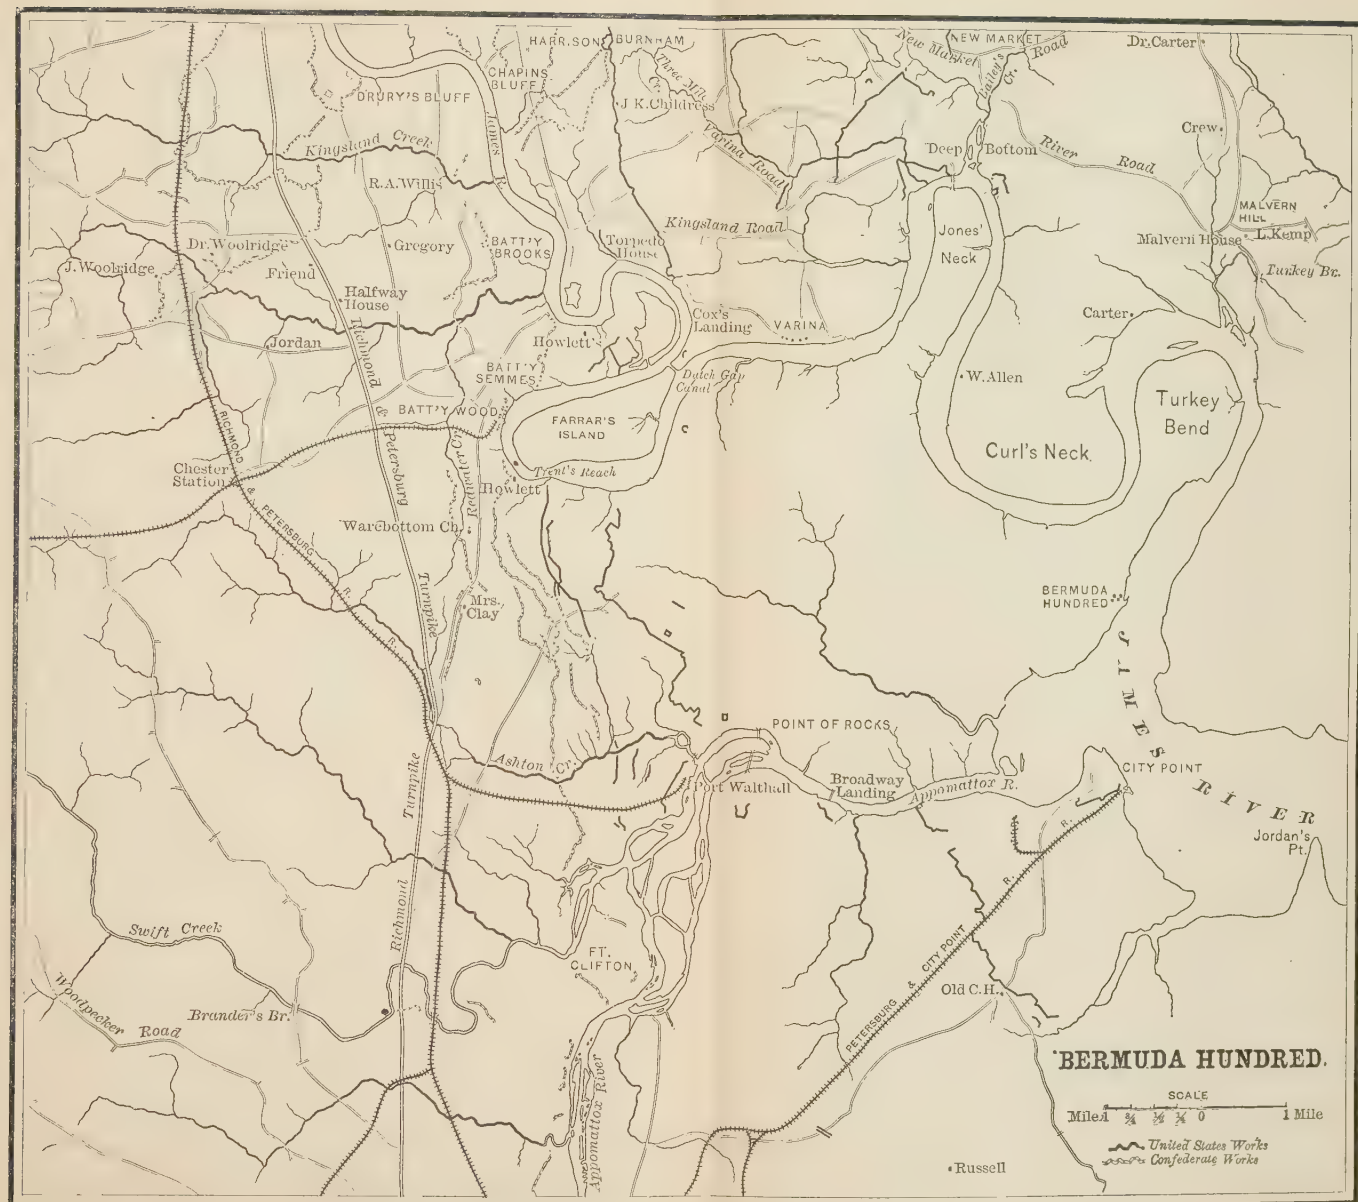 HARRISON
BURNHAM
NEW MARKET
New Market
Road
Dr. Carter
CHAPINS
BLUFF
Three Mile
Cr.
Bailey's
Cr.
DRURY'S BLUFF
J. K. Childress
James R.
Crew
Kingsland Creek
Varina Road
Deep Bottom
River Road
R.A. Willis
MALVERN
HILL
Kingsland Road
Jones'
Neck
Dr. Woolridge
Gregory
BATT'Y
BROOKS
Torpedo
House
Malvern House
L. Kemp
J. Woolridge
Friend
Turkey Br.
Halfway
House
Cox's
Landing
VARINA
Carter
Jordan
Howlett's
BATT'Y
SEMMES
Dutch Gap
Canal
W. Allen
Turkey
Bend
BATT'Y WOOD
FARRAR'S
ISLAND
Curl's Neck
Richmond & Petersburg Turnpike
RICHMOND & PETERSBURG R. R.
Chester
Station
Redwater Cr.
Trent's Reach
Howlett
Warebottom Ch.
Mrs.
Clay
BERMUDA
HUNDRED
JAMES RIVER
POINT OF ROCKS
Ashton Cr.
Port Walthall
Broadway
Landing
Appomattox R.
CITY POINT
Jordan's
Pt.
Richmond Turnpike
Swift Creek
FT.
CLIFTON
PETERSBURG & CITY POINT R. R.
Old C.H.
Woodpecker Road
Brander's Br.
Appomattox River
BERMUDA HUNDRED.
SCALE
Mile 1 ¾ ½ ¼ 0 1 Mile
United States Works
Confederate Works
Russell